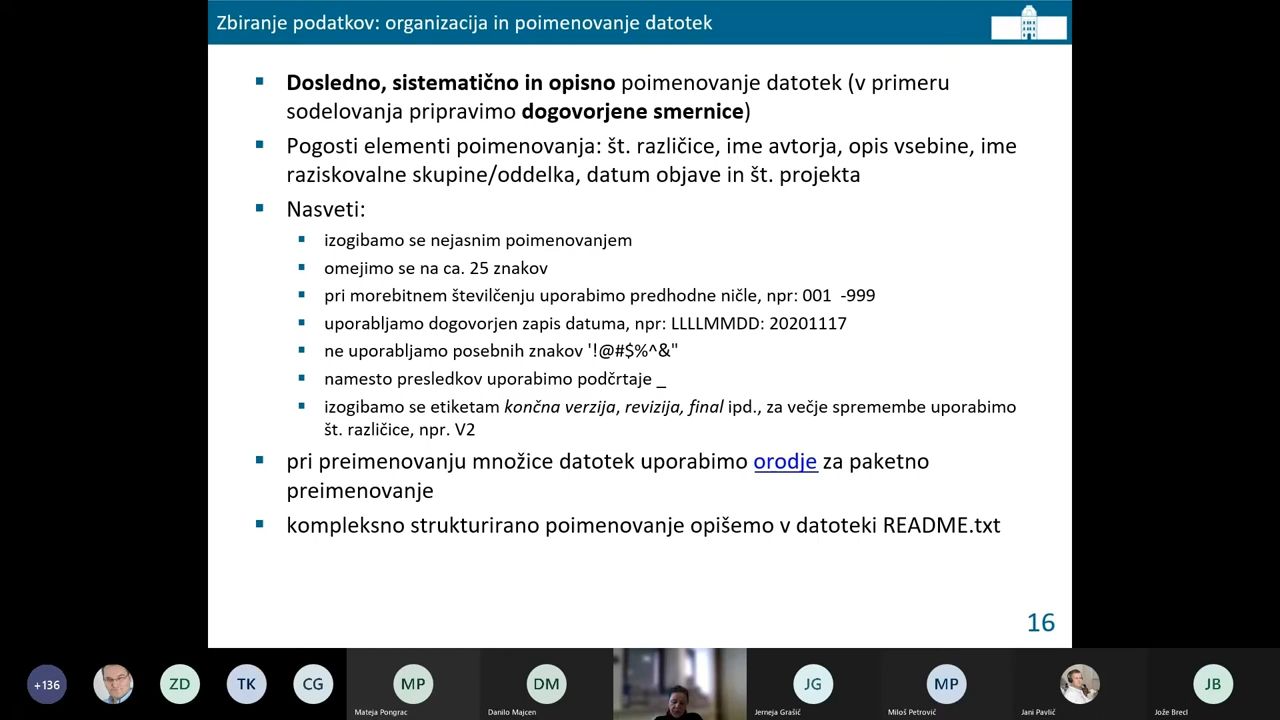 Zbiranje podatkov: organizacija in poimenovanje datotek
Dosledno, sistematično in opisno poimenovanje datotek (v primeru
sodelovanja pripravimo dogovorjene smernice)
Pogosti elementi poimenovanja: št. različice, ime avtorja, opis vsebine, ime
raziskovalne skupine/oddelka, datum objave in št. projekta
Nasveti:
izogibamo se nejasnim poimenovanjem
omejimo se na ca. 25 znakov
pri morebitnem številčenju uporabimo predhodne ničle, npr: 001 -999
uporabljamo dogovorjen zapis datuma, npr: LLLLMMDD: 20201117
ne uporabljamo posebnih znakov '!@#$%^&"
namesto presledkov uporabimo podčrtaje _
izogibamo se etiketam končna verzija, revizija, final ipd., za večje spremembe uporabimo
št. različice, npr. V2
pri preimenovanju množice datotek uporabimo orodje za paketno
preimenovanje
kompleksno strukturirano poimenovanje opišemo v datoteki README.txt
16
+136
ZD
TK
CG
MP
DM
JG
MP
JB
Mateja Pongrac
Danilo Majcen
Jerneja Grašič
Miloš Petrović
Jani Pavlič
Jože Brecl